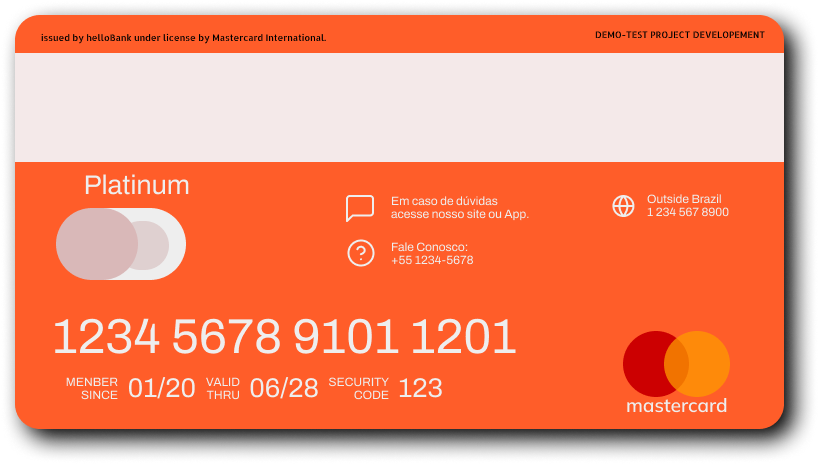 issued by helloBank under license by Mastercard International.
DEMO-TEST PROJECT DEVELOPEMENT
Platinum
Em caso de dúvidas
acesse nosso site ou App.
Outside Brazil
1 234 567 8900
Fale Conosco:
+55 1234-5678
1234 5678 9101 1201
MENBER SINCE 01/20 VALID THRU 06/28 SECURITY CODE 123
mastercard